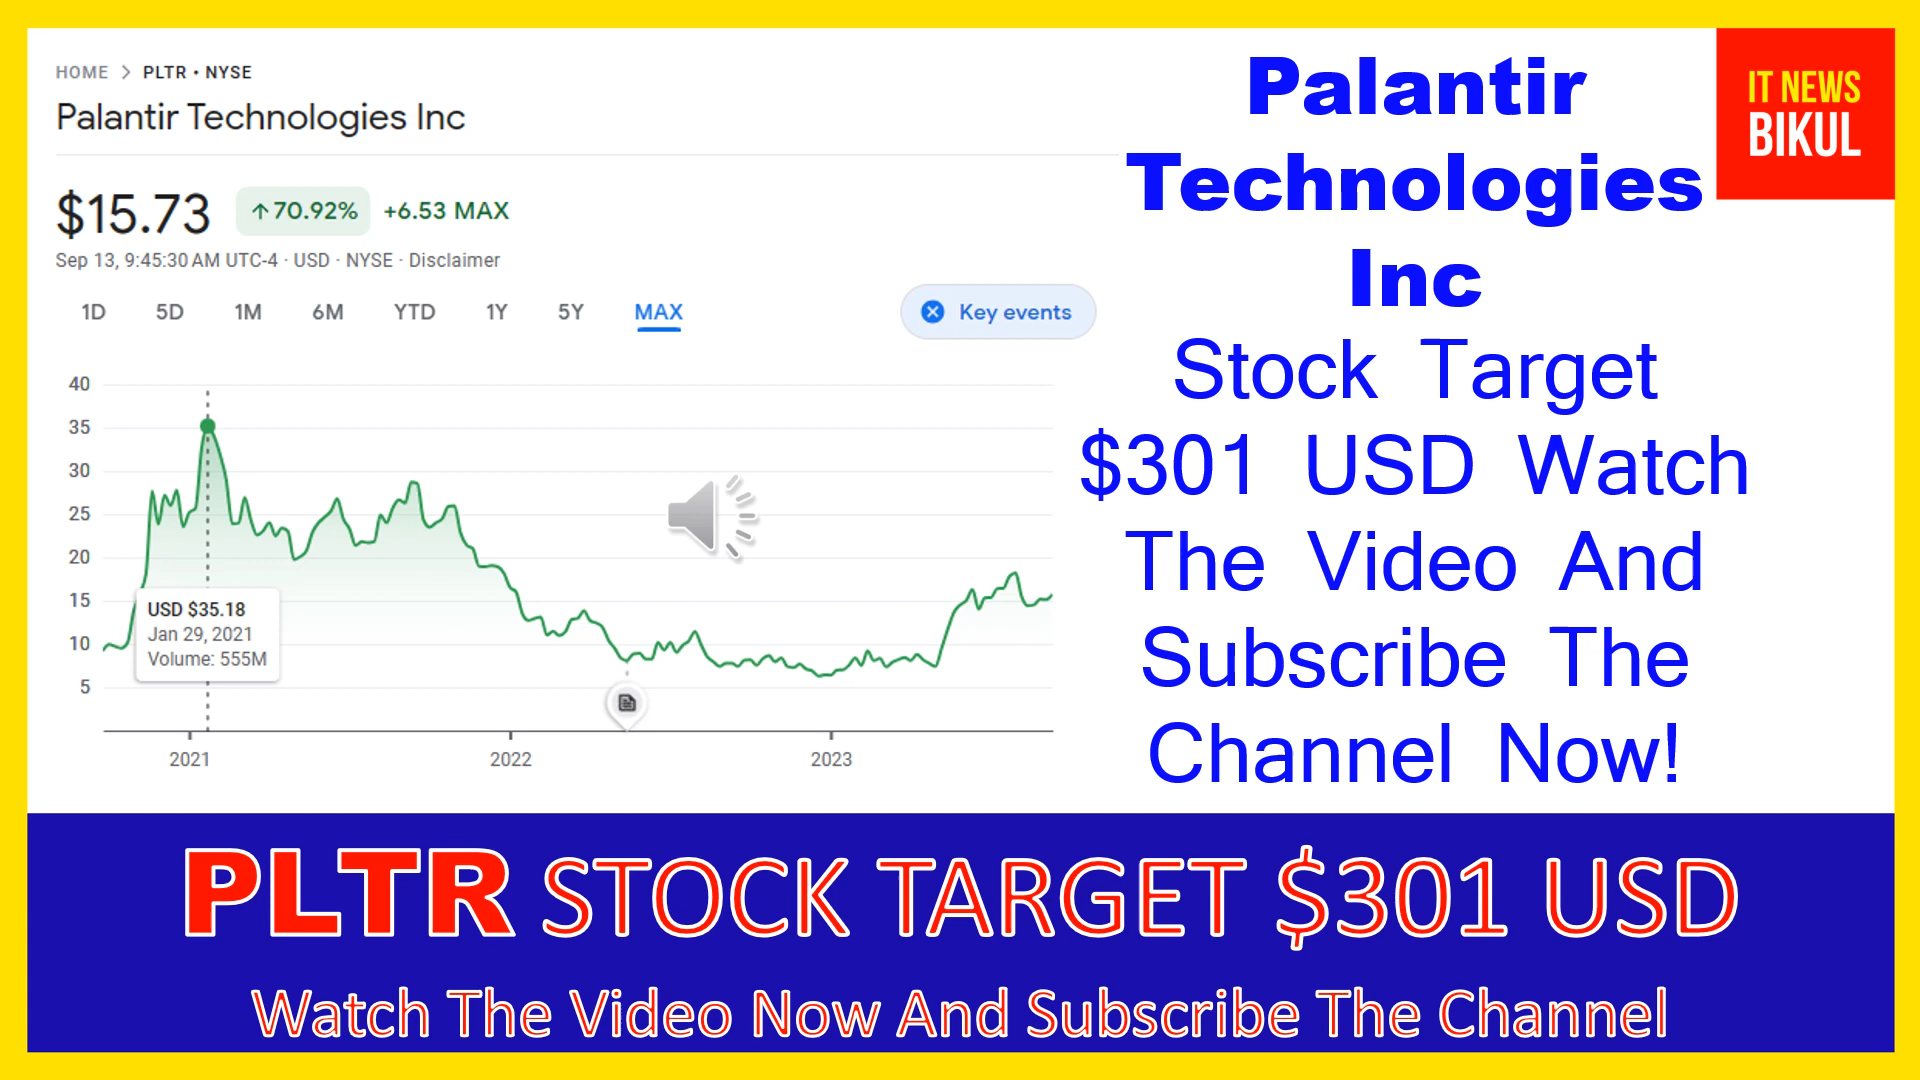 HOME > PLTR • NYSE
Palantir Technologies Inc
$15.73 ↑70.92% +6.53 MAX
Sep 13, 9:45:30 AM UTC-4 · USD · NYSE · Disclaimer
1D 5D 1M 6M YTD 1Y 5Y MAX
Key events
40
35
30
25
20
15
10
5
USD $35.18
Jan 29, 2021
Volume: 555M
2021 2022 2023
Palantir
Technologies
Inc
Stock Target
$301 USD Watch
The Video And
Subscribe The
Channel Now!
IT NEWS
BIKUL
PLTR STOCK TARGET $301 USD
Watch The Video Now And Subscribe The Channel